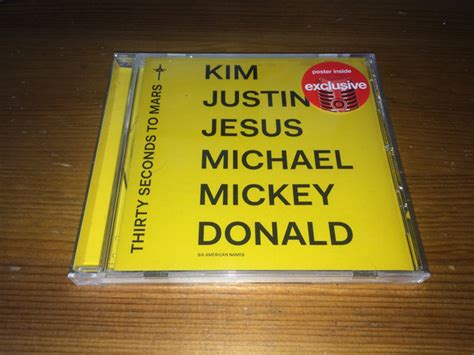 THIRTY SECONDS TO MARS
KIM
JUSTIN
JESUS
MICHAEL
MICKEY
DONALD
SIX AMERICAN NAMES
poster inside
exclusive